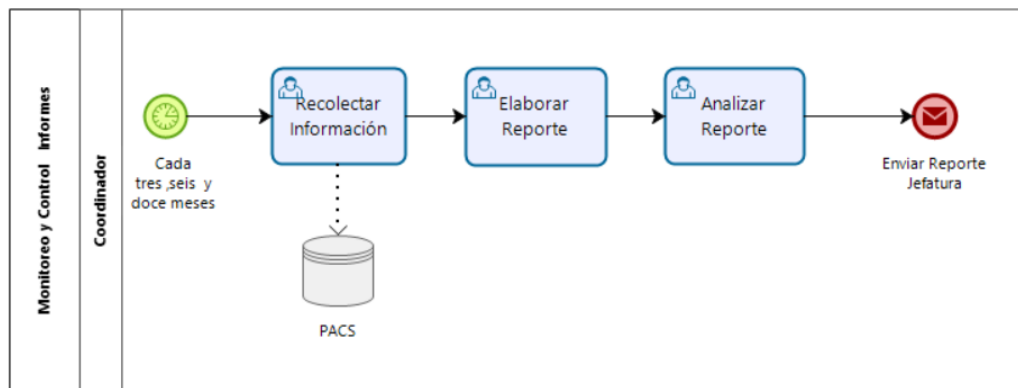 Monitoreo y Control Informes
Coordinador
Cada
tres ,seis y
doce meses
Recolectar
Información
Elaborar
Reporte
Analizar
Reporte
Enviar Reporte
Jefatura
PACS